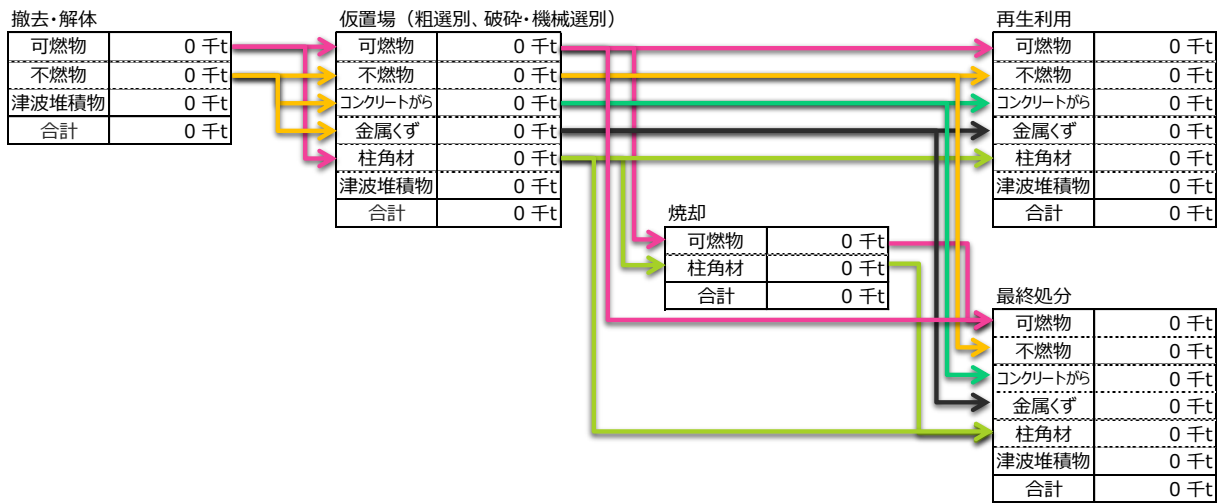 撤去・解体
可燃物 0 千t
不燃物 0 千t
津波堆積物 0 千t
合計 0 千t
仮置場（粗選別、破砕・機械選別）
可燃物 0 千t
不燃物 0 千t
コンクリートがら 0 千t
金属くず 0 千t
柱角材 0 千t
津波堆積物 0 千t
合計 0 千t
焼却
可燃物 0 千t
柱角材 0 千t
合計 0 千t
再生利用
可燃物 0 千t
不燃物 0 千t
コンクリートがら 0 千t
金属くず 0 千t
柱角材 0 千t
津波堆積物 0 千t
合計 0 千t
最終処分
可燃物 0 千t
不燃物 0 千t
コンクリートがら 0 千t
金属くず 0 千t
柱角材 0 千t
津波堆積物 0 千t
合計 0 千t